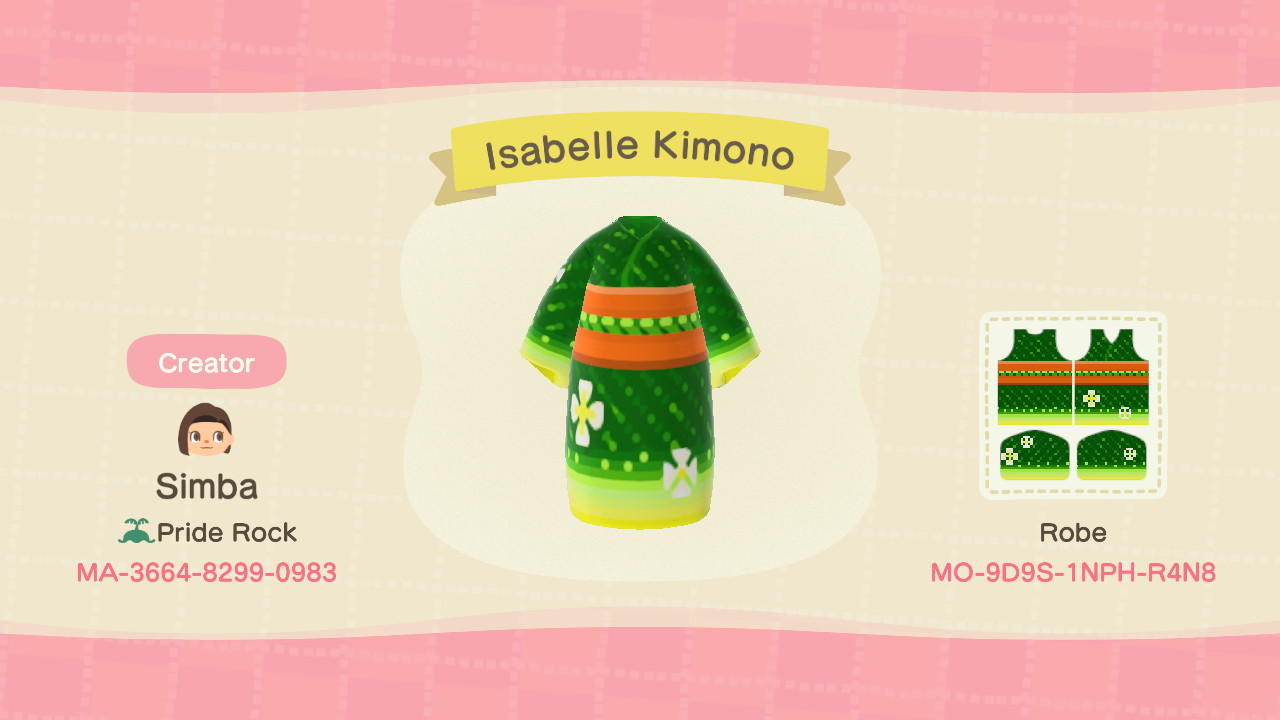 Isabelle Kimono
Creator
Simba
Pride Rock
MA-3664-8299-0983
Robe
MO-9D9S-1NPH-R4N8